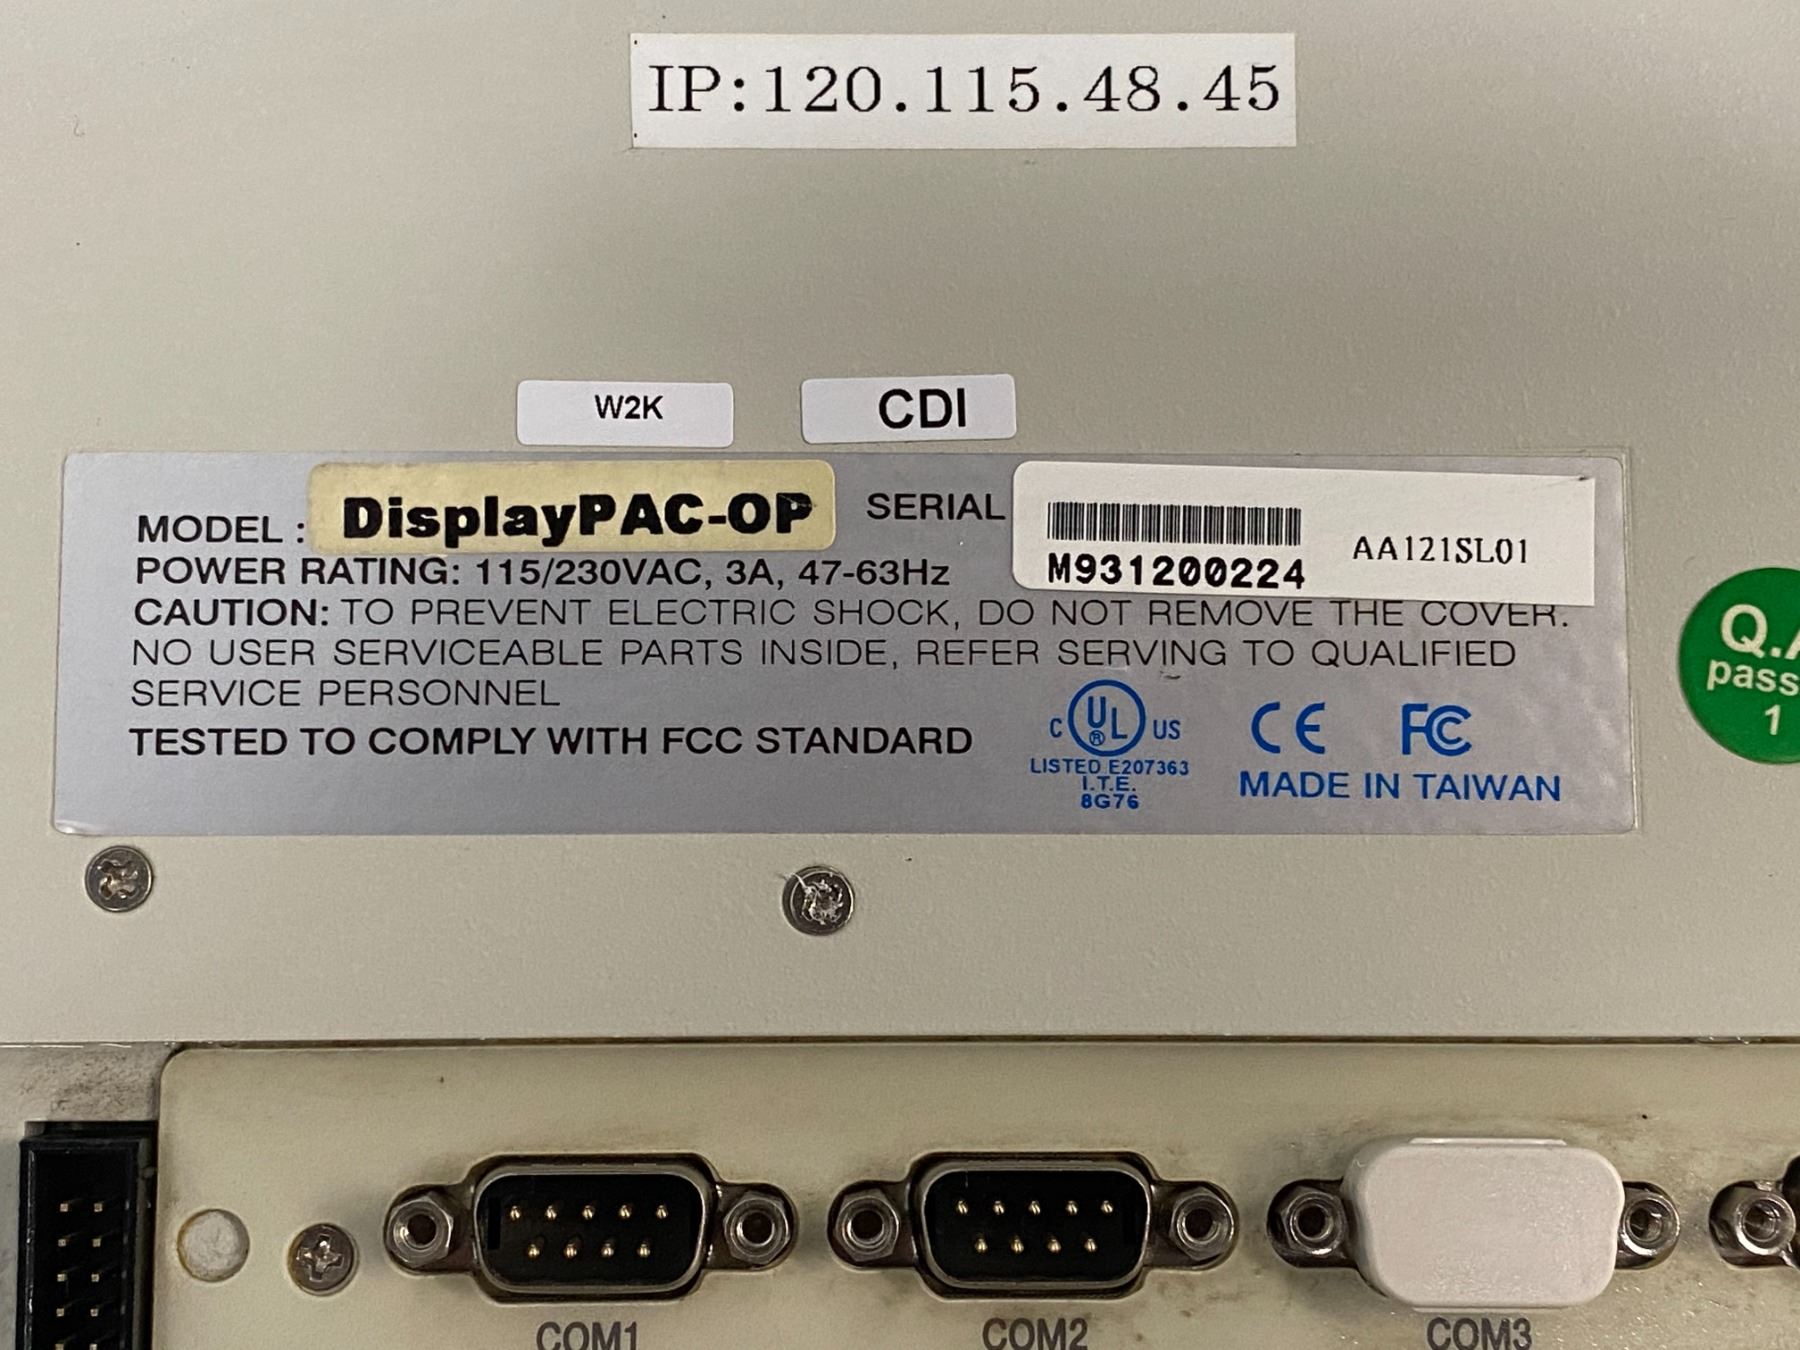 IP:120.115.48.45
W2K
CDI
MODEL : DisplayPAC-OP SERIAL
M931200224
AA121SL01
POWER RATING: 115/230VAC, 3A, 47-63Hz
CAUTION: TO PREVENT ELECTRIC SHOCK, DO NOT REMOVE THE COVER.
NO USER SERVICEABLE PARTS INSIDE, REFER SERVING TO QUALIFIED
SERVICE PERSONNEL
TESTED TO COMPLY WITH FCC STANDARD
C UL ® US
LISTED E207363
I.T.E.
8G76
CE FC
MADE IN TAIWAN
Q.
pass
1
COM1
COM2
COM3